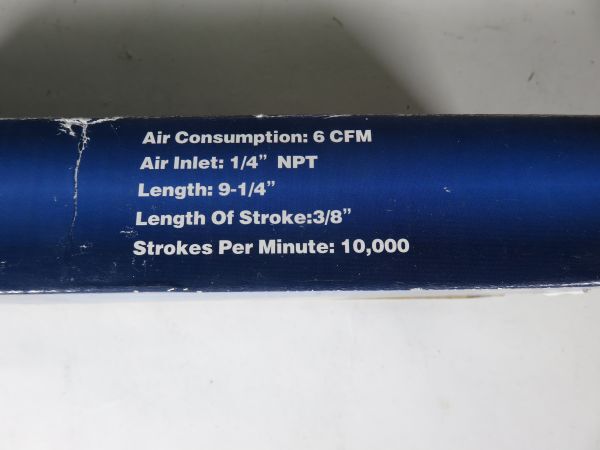 Air Consumption: 6 CFM
Air Inlet: 1/4” NPT
Length: 9-1/4”
Length Of Stroke:3/8”
Strokes Per Minute: 10,000